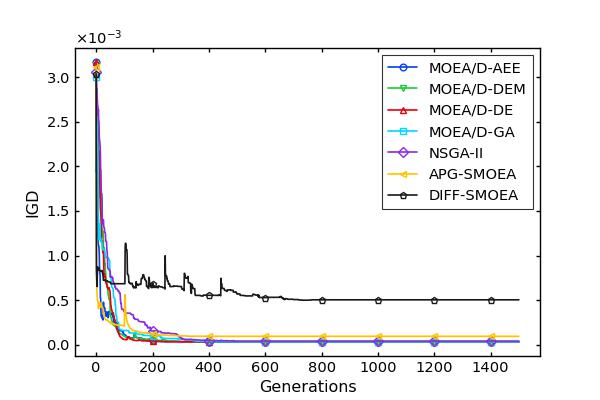 ×10⁻³
3.0
2.5
2.0
1.5
1.0
0.5
0.0
IGD
0 200 400 600 800 1000 1200 1400
Generations
MOEA/D-AEE
MOEA/D-DEM
MOEA/D-DE
MOEA/D-GA
NSGA-II
APG-SMOEA
DIFF-SMOEA